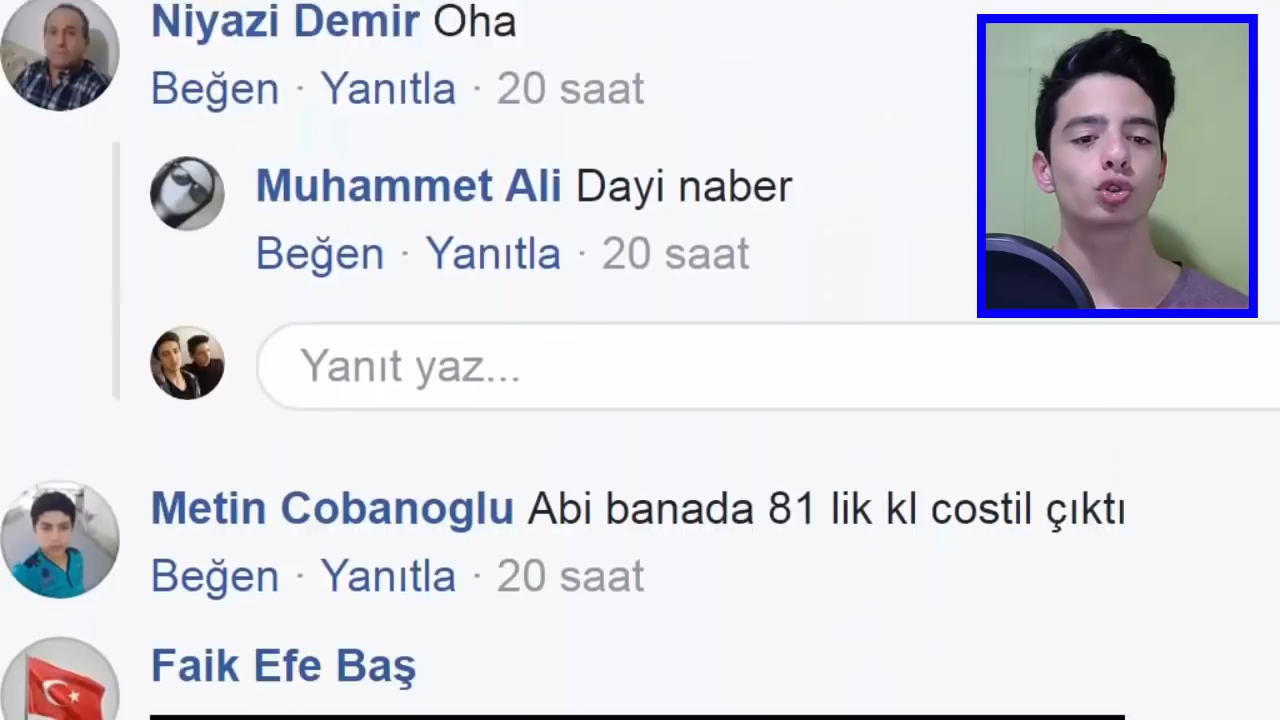 Niyazi Demir Oha
Beğen · Yanıtla · 20 saat
Muhammet Ali Dayi naber
Beğen · Yanıtla · 20 saat
Yanıt yaz...
Metin Cobanoglu Abi banada 81 lik kl costil çıktı
Beğen · Yanıtla · 20 saat
Faik Efe Baş